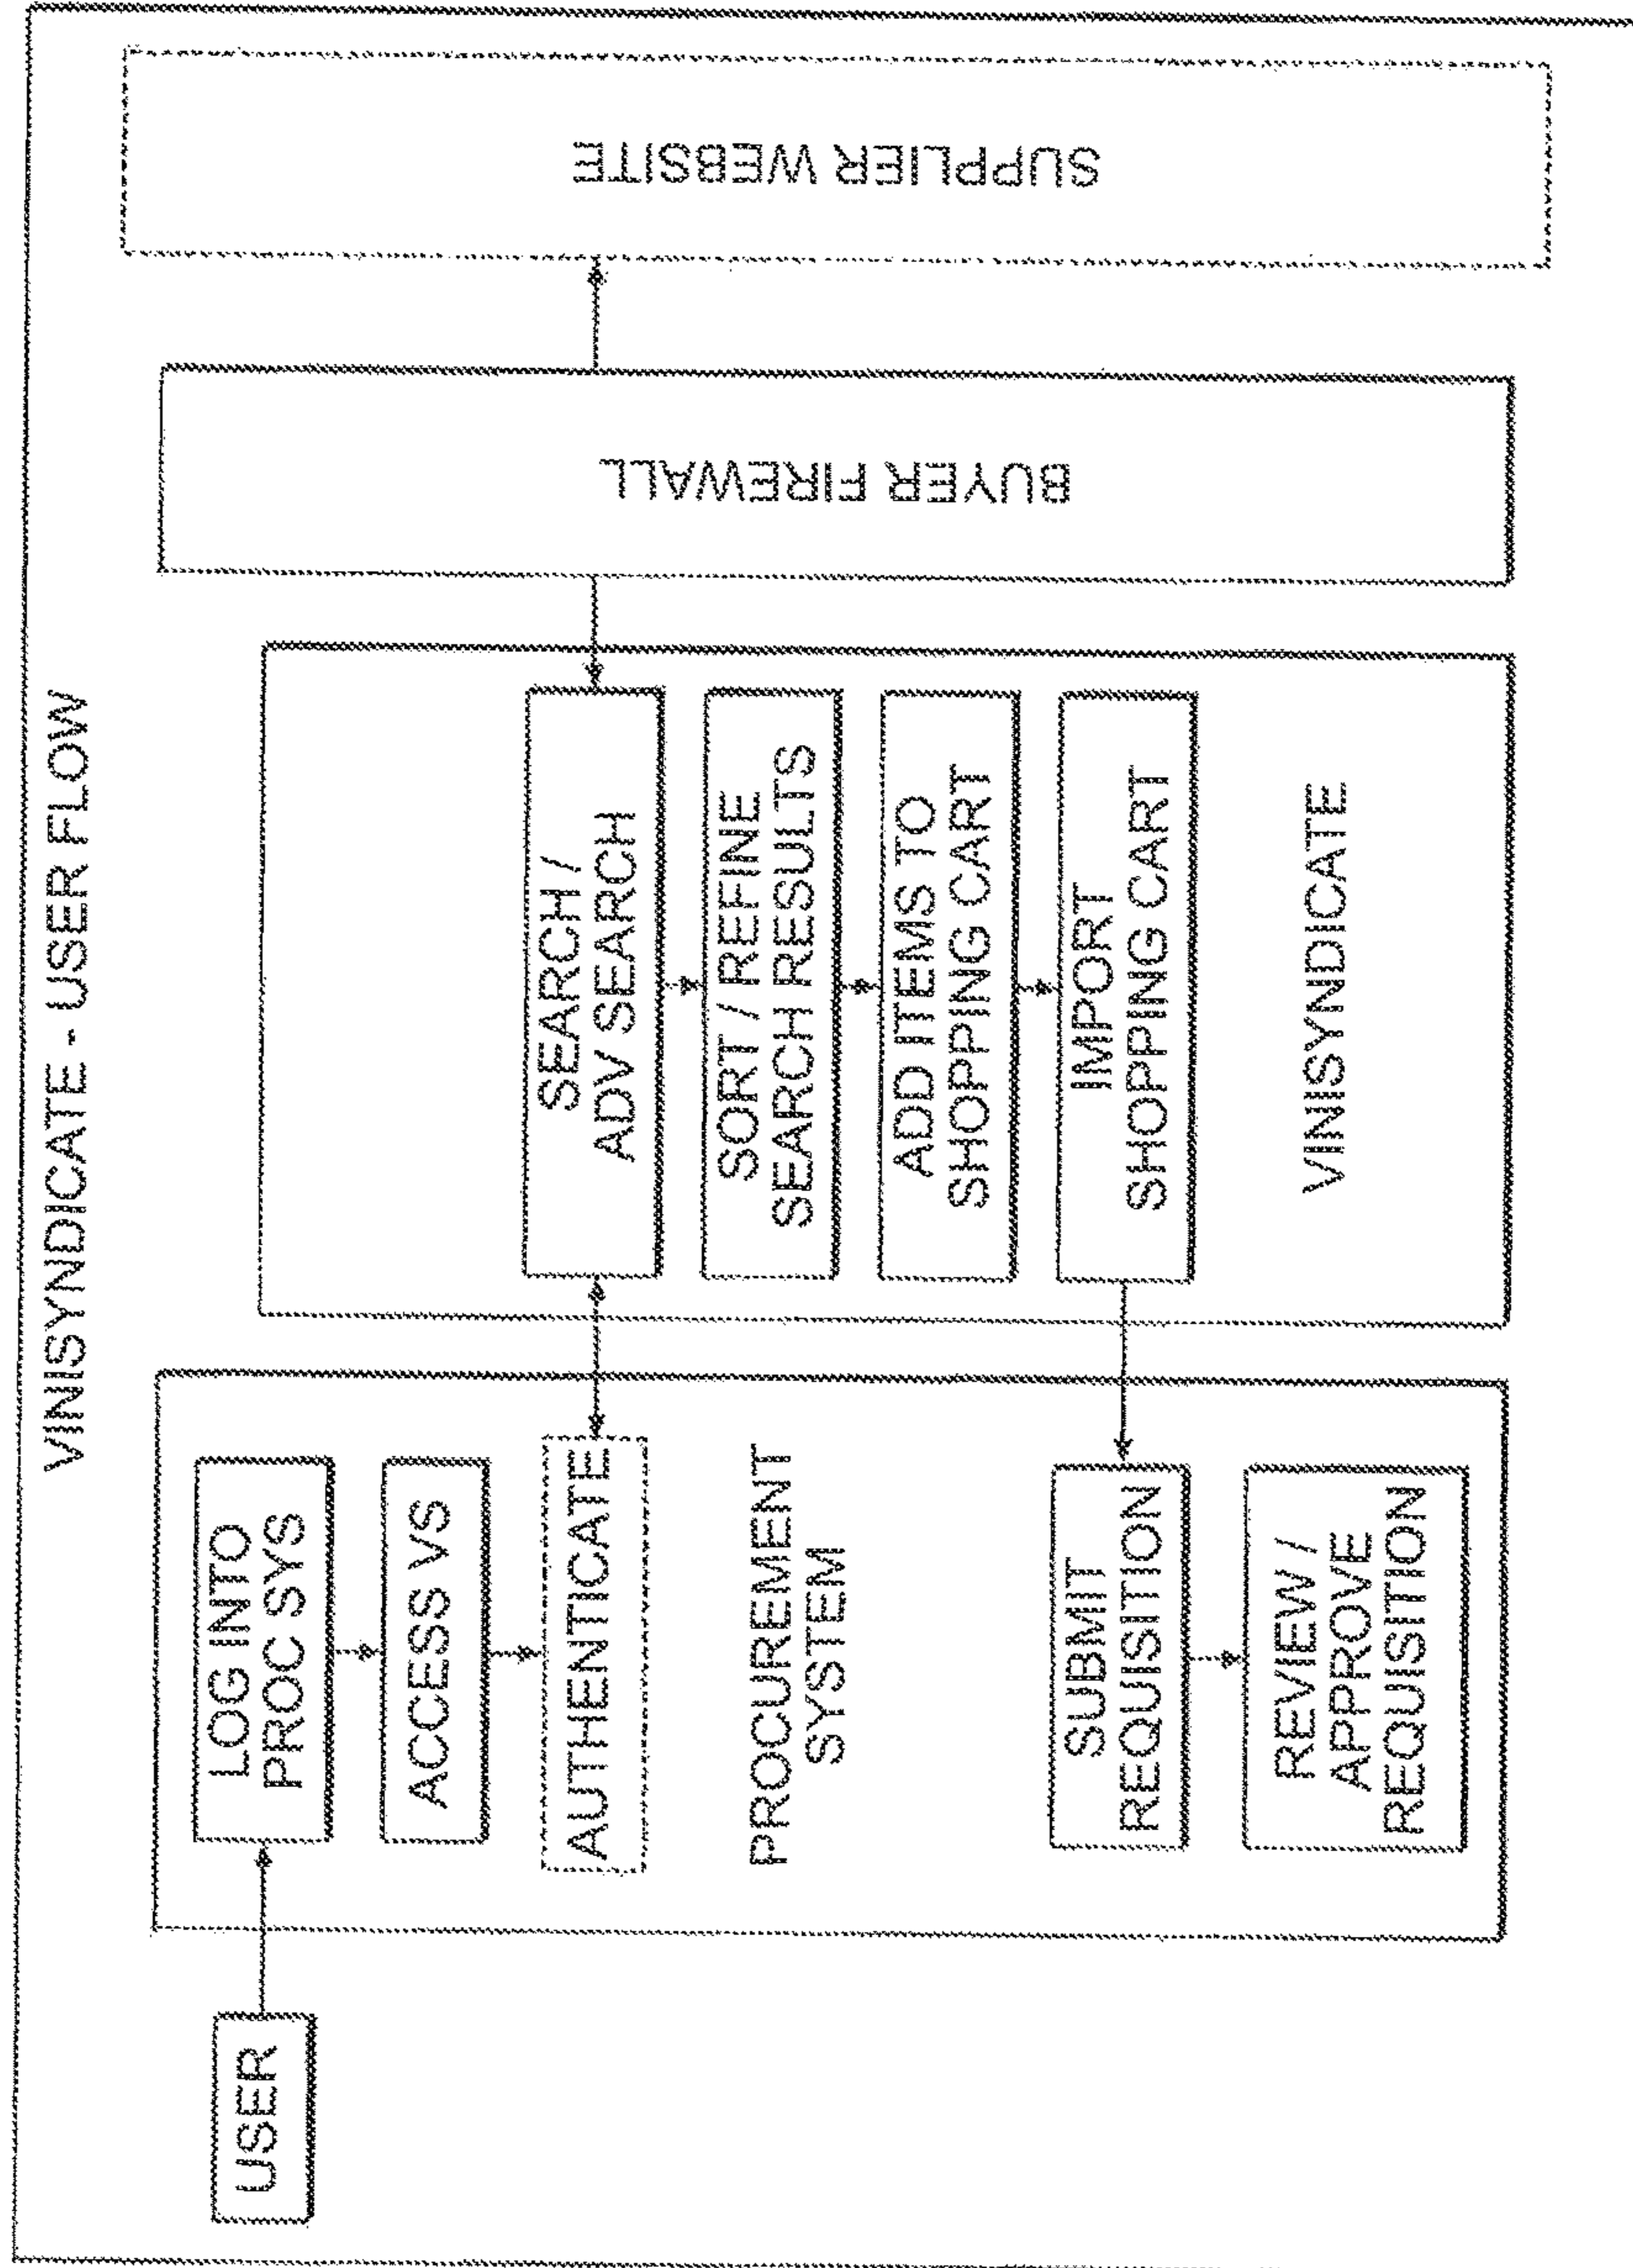 VINISYNDICATE - USER FLOW
USER
LOG INTO
PROC SYS
ACCESS VS
AUTHENTICATE
PROCUREMENT
SYSTEM
SUBMIT
REQUISITION
REVIEW /
APPROVE
REQUISITION
SEARCH /
ADV SEARCH
SORT / REFINE
SEARCH RESULTS
ADD ITEMS TO
SHOPPING CART
IMPORT
SHOPPING CART
VINISYNDICATE
BUYER FIREWALL
SUPPLIER WEBSITE